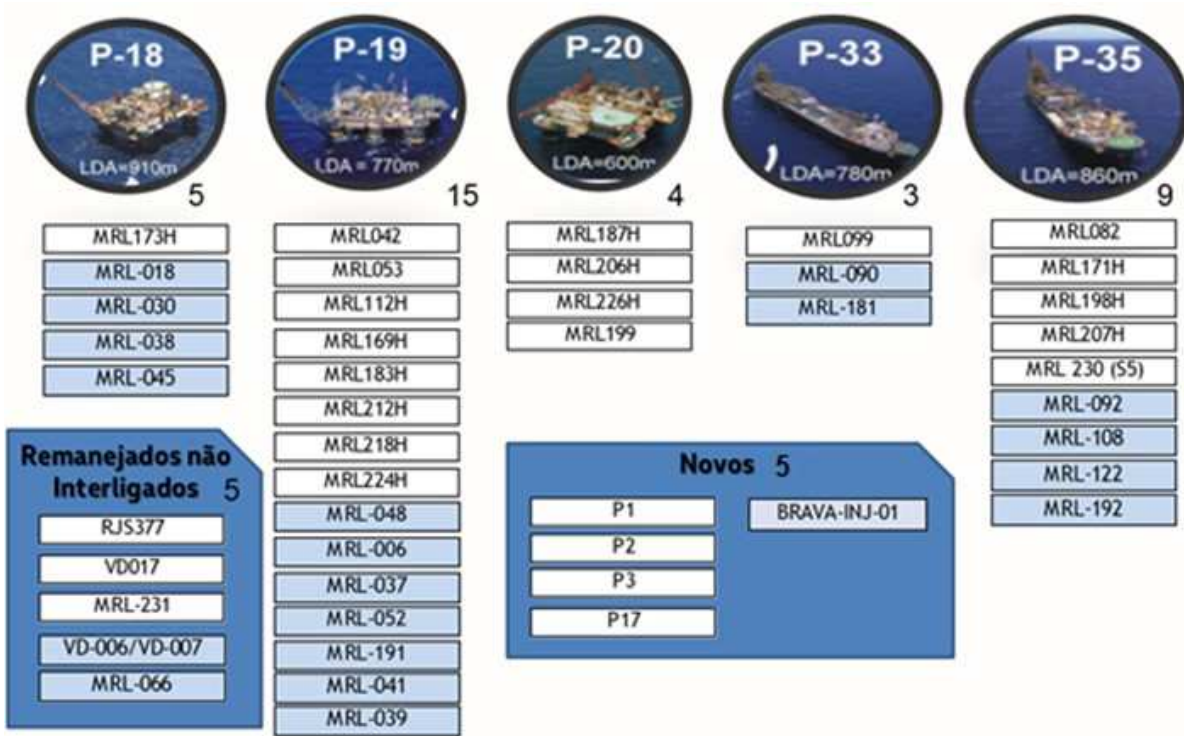 P-18
LDA=910m
5
MRL173H
MRL-018
MRL-030
MRL-038
MRL-045
P-19
LDA = 770m
15
MRL042
MRL053
MRL112H
MRL169H
MRL183H
MRL212H
MRL218H
MRL224H
MRL-048
MRL-006
MRL-037
MRL-052
MRL-191
MRL-041
MRL-039
P-20
LDA=600m
4
MRL187H
MRL206H
MRL226H
MRL199
P-33
LDA=780m
3
MRL099
MRL-090
MRL-181
P-35
LDA=860m
9
MRL082
MRL171H
MRL198H
MRL207H
MRL 230 (S5)
MRL-092
MRL-108
MRL-122
MRL-192
Remanejados não
Interligados 5
RJS377
VD017
MRL-231
VD-006/VD-007
MRL-066
Novos 5
P1
P2
P3
P17
BRAVA-INJ-01